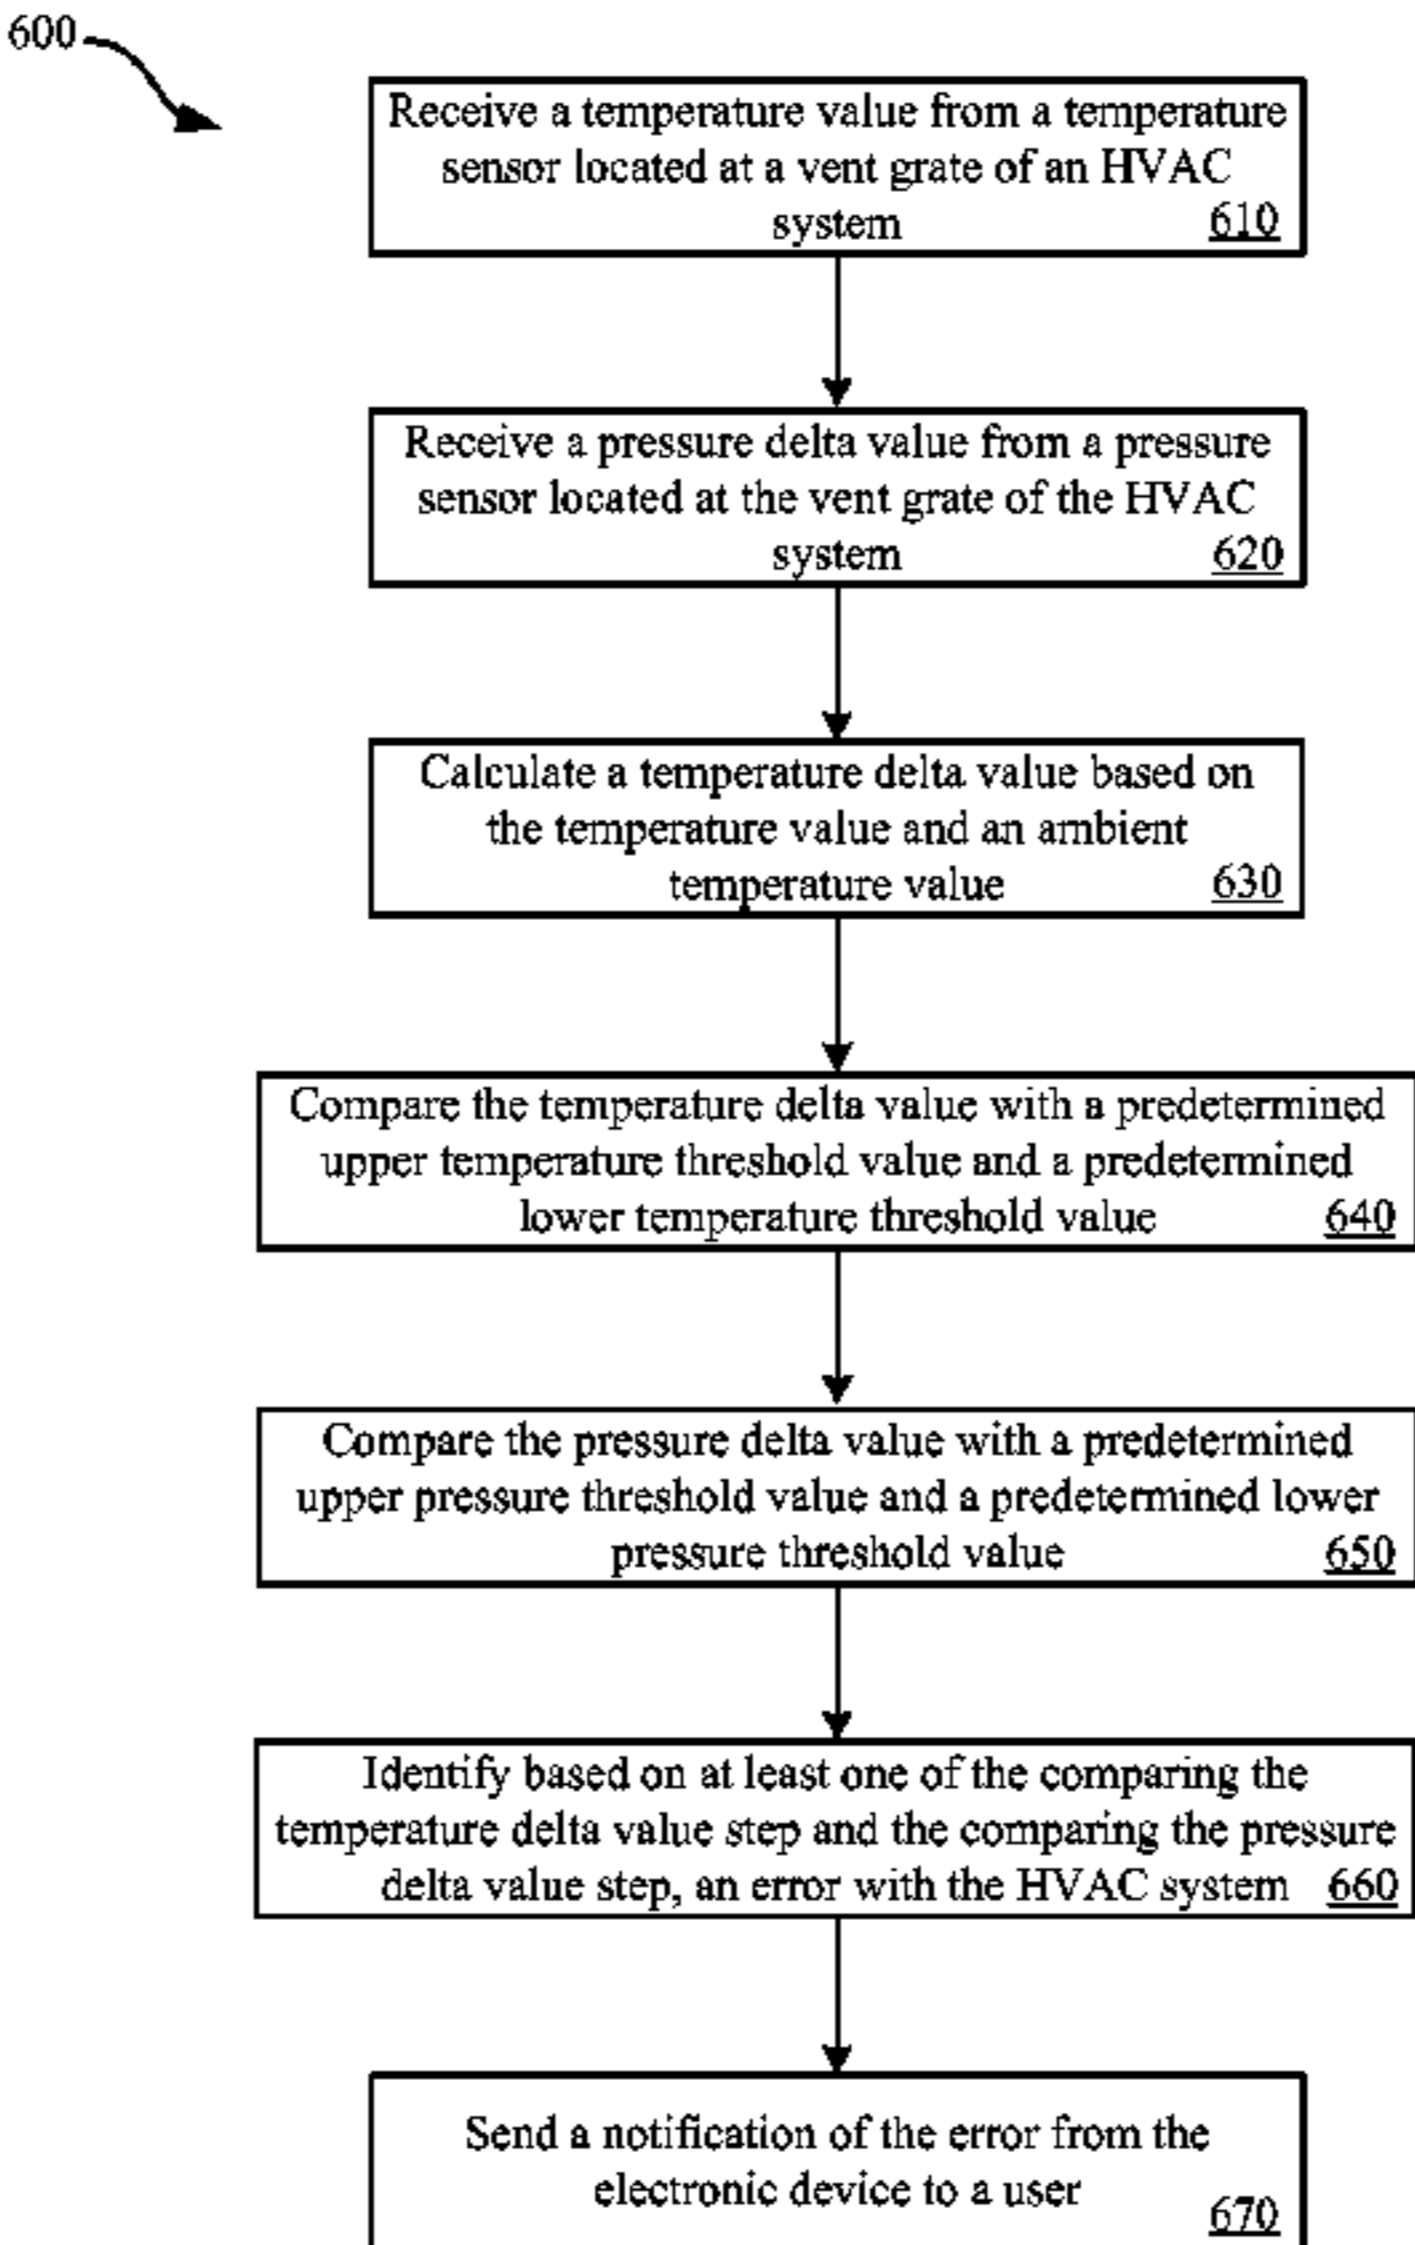 600
Receive a temperature value from a temperature
sensor located at a vent grate of an HVAC
system 610
Receive a pressure delta value from a pressure
sensor located at the vent grate of the HVAC
system 620
Calculate a temperature delta value based on
the temperature value and an ambient
temperature value 630
Compare the temperature delta value with a predetermined
upper temperature threshold value and a predetermined
lower temperature threshold value 640
Compare the pressure delta value with a predetermined
upper pressure threshold value and a predetermined lower
pressure threshold value 650
Identify based on at least one of the comparing the
temperature delta value step and the comparing the pressure
delta value step, an error with the HVAC system 660
Send a notification of the error from the
electronic device to a user
670